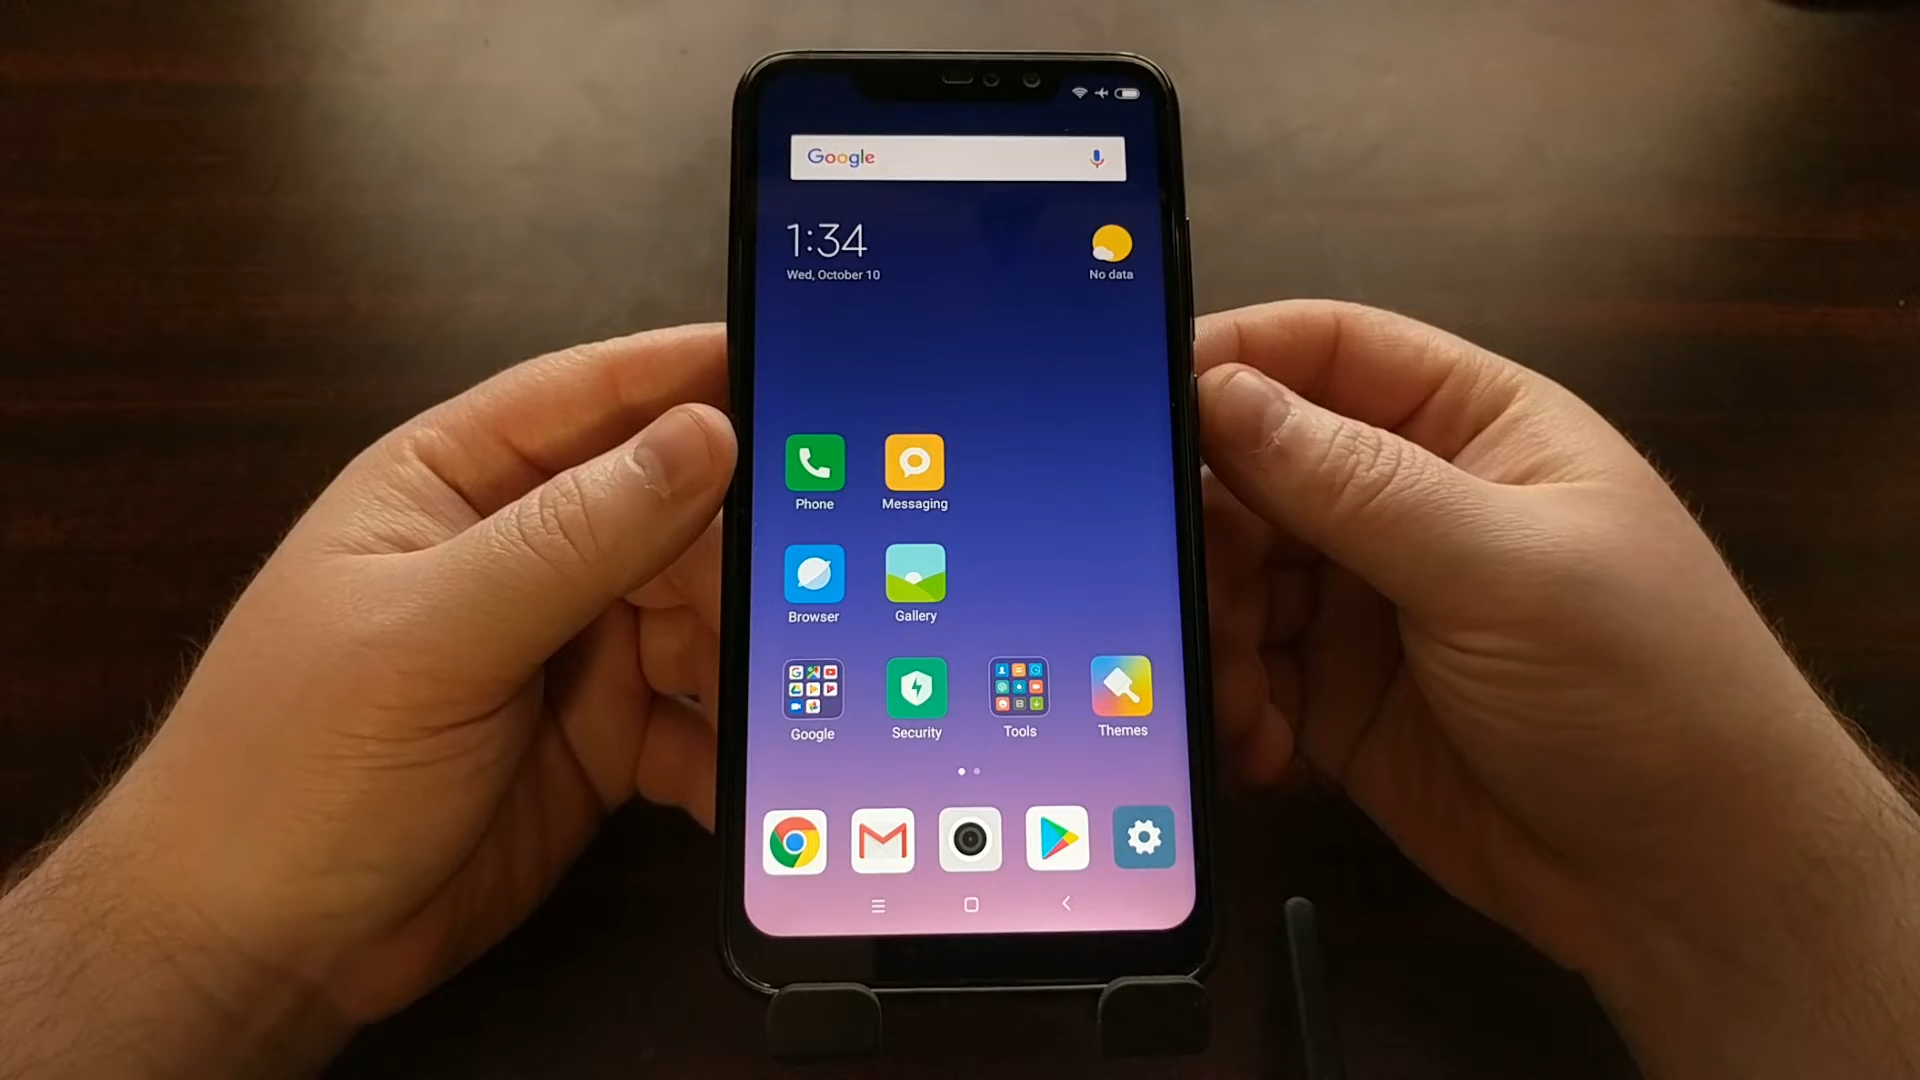 Google
1:34
Wed, October 10
No data
Phone
Messaging
Browser
Gallery
Google
Security
Tools
Themes